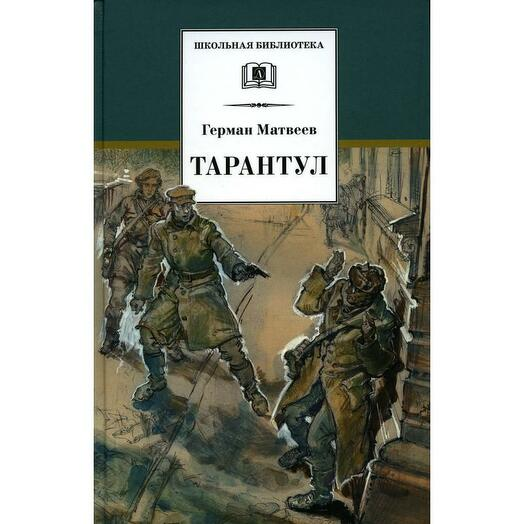 ШКОЛЬНАЯ БИБЛИОТЕКА
Герман Матвеев
ТАРАНТУЛ